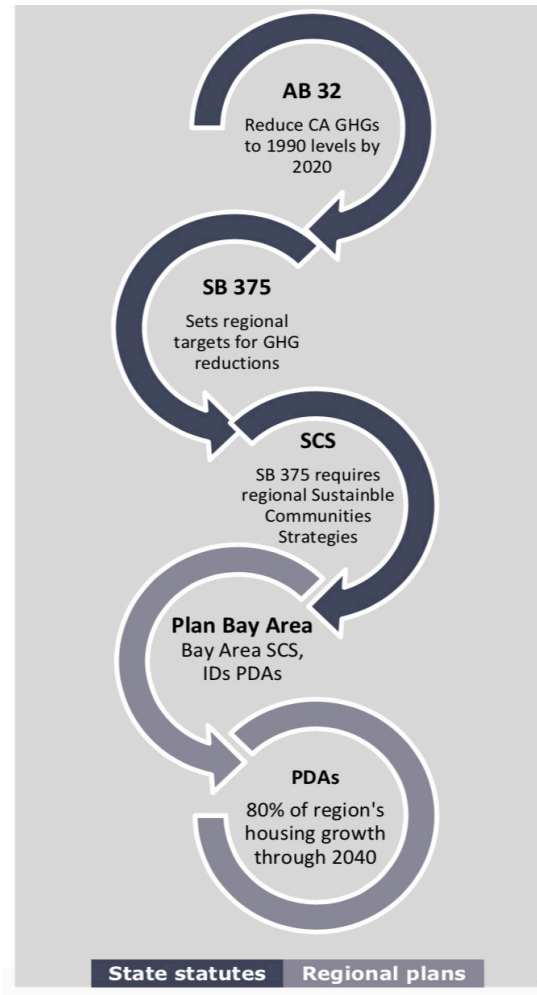 AB 32
Reduce CA GHGs
to 1990 levels by
2020
SB 375
Sets regional
targets for GHG
reductions
SCS
SB 375 requires
regional Sustainble
Communities
Strategies
Plan Bay Area
Bay Area SCS,
IDs PDAs
PDAs
80% of region's
housing growth
through 2040
State statutes Regional plans